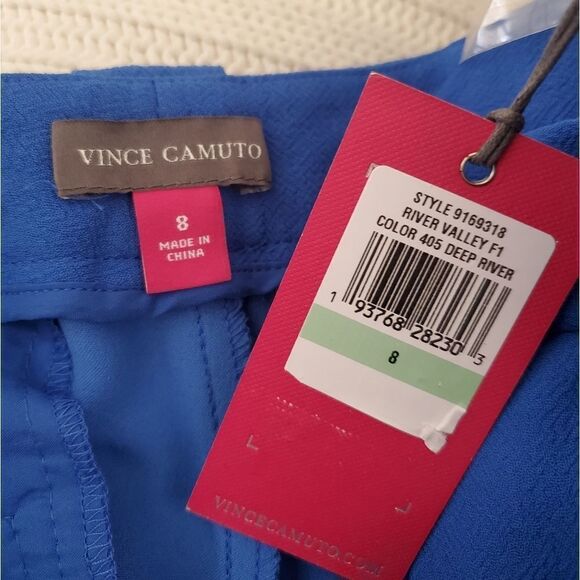 VINCE CAMUTO
8
MADE IN
CHINA
STYLE 9169318
RIVER VALLEY F1
COLOR 405 DEEP RIVER
1 93768 28230 3
8
VINCECAMUTO.COM